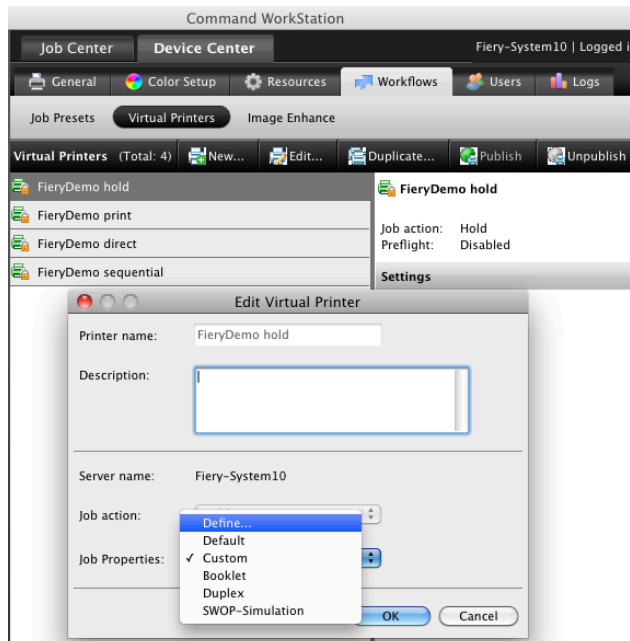 Command WorkStation
Job Center Device Center Fiery-System10 | Logged i
General Color Setup Resources Workflows Users Logs
Job Presets Virtual Printers Image Enhance
Virtual Printers (Total: 4) New... Edit... Duplicate... Publish Unpublish
FieryDemo hold
FieryDemo print
FieryDemo direct
FieryDemo sequential
FieryDemo hold
Job action: Hold
Preflight: Disabled
Settings
Edit Virtual Printer
Printer name: FieryDemo hold
Description:
Server name: Fiery-System10
Job action:
Job Properties:
Define...
Default
✓ Custom
Booklet
Duplex
SWOP-Simulation
OK Cancel